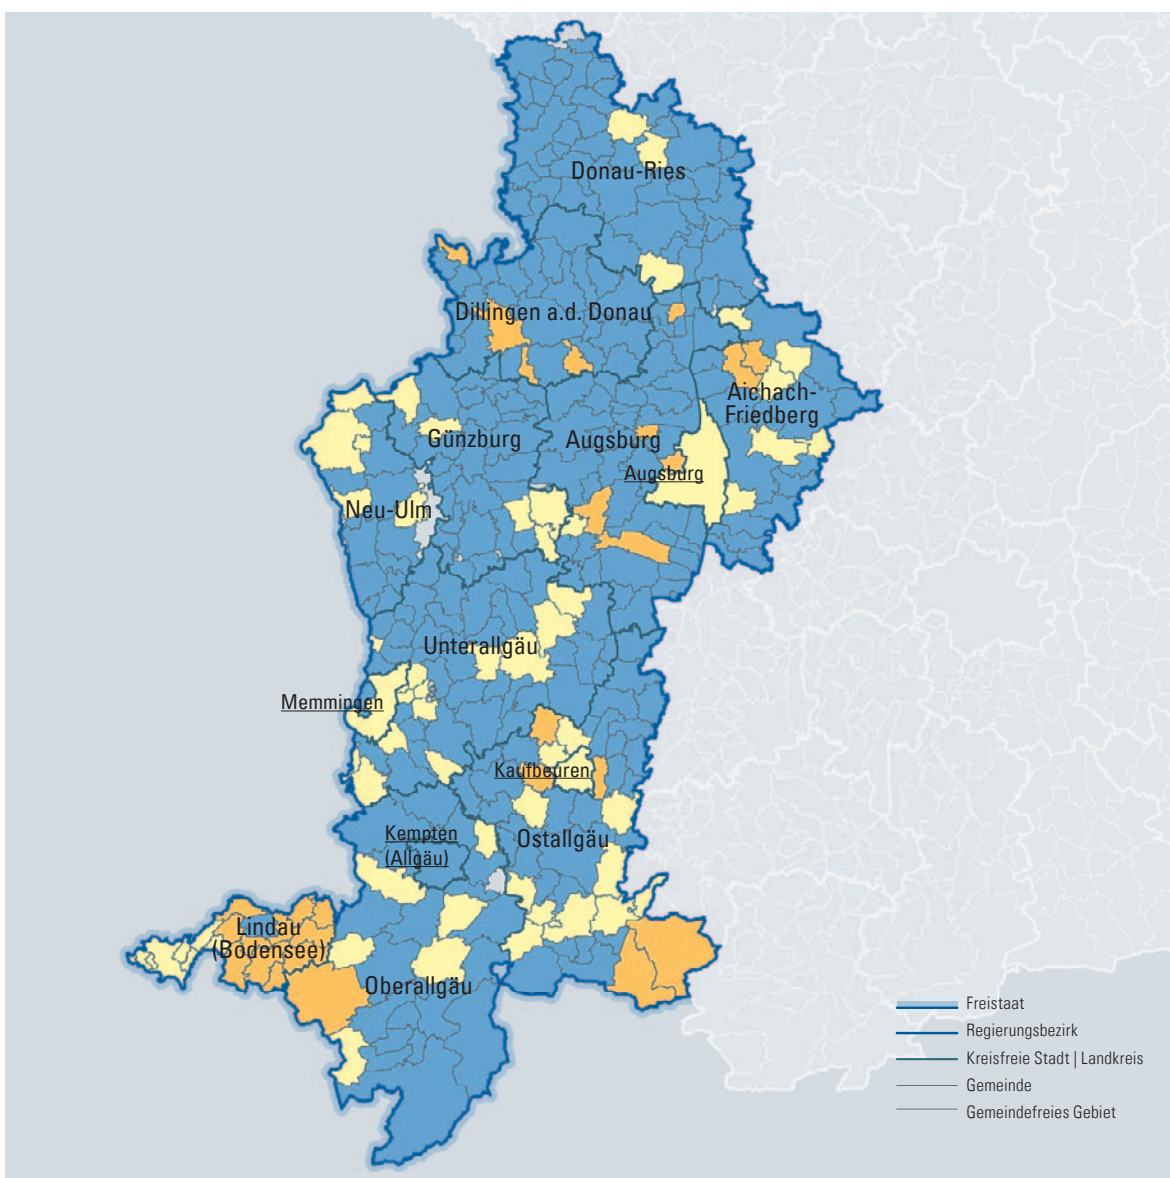 Donau-Ries
Dillingen a.d. Donau
Aichach-
Friedberg
Günzburg
Augsburg
Augsburg
Neu-Ulm
Unterallgäu
Memmingen
Kaufbeuren
Kempten
(Allgäu)
Ostallgäu
Lindau
(Bodensee)
Oberallgäu
Freistaat
Regierungsbezirk
Kreisfreie Stadt | Landkreis
Gemeinde
Gemeindefreies Gebiet